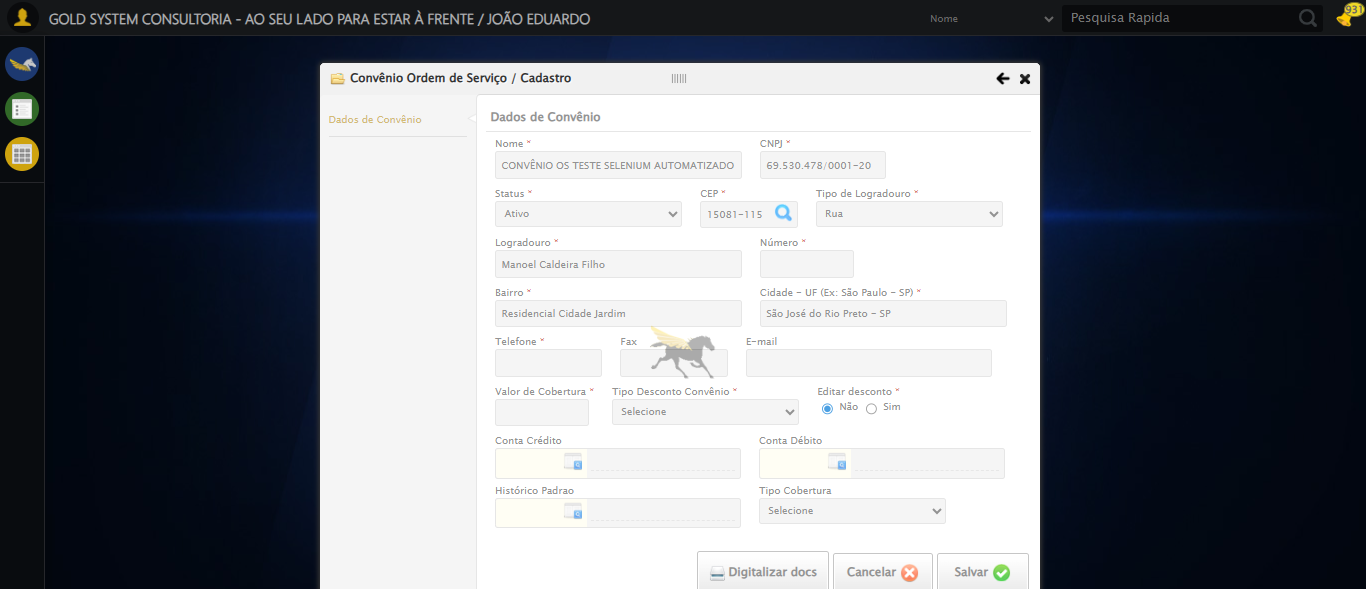 GOLD SYSTEM CONSULTORIA - AO SEU LADO PARA ESTAR À FRENTE / JOÃO EDUARDO
Nome
Pesquisa Rapida
931
Convênio Ordem de Serviço / Cadastro
Dados de Convênio
Dados de Convênio
Nome * CNPJ *
CONVÊNIO OS TESTE SELENIUM AUTOMATIZADO 69.530.478/0001-20
Status * CEP * Tipo de Logradouro *
Ativo 15081-115 Rua
Logradouro * Número *
Manoel Caldeira Filho
Bairro * Cidade - UF (Ex: São Paulo - SP) *
Residencial Cidade Jardim São José do Rio Preto - SP
Telefone * Fax E-mail
Valor de Cobertura * Tipo Desconto Convênio * Editar desconto *
Selecione Não Sim
Conta Crédito Conta Débito
Histórico Padrao Tipo Cobertura
Selecione
Digitalizar docs Cancelar Salvar